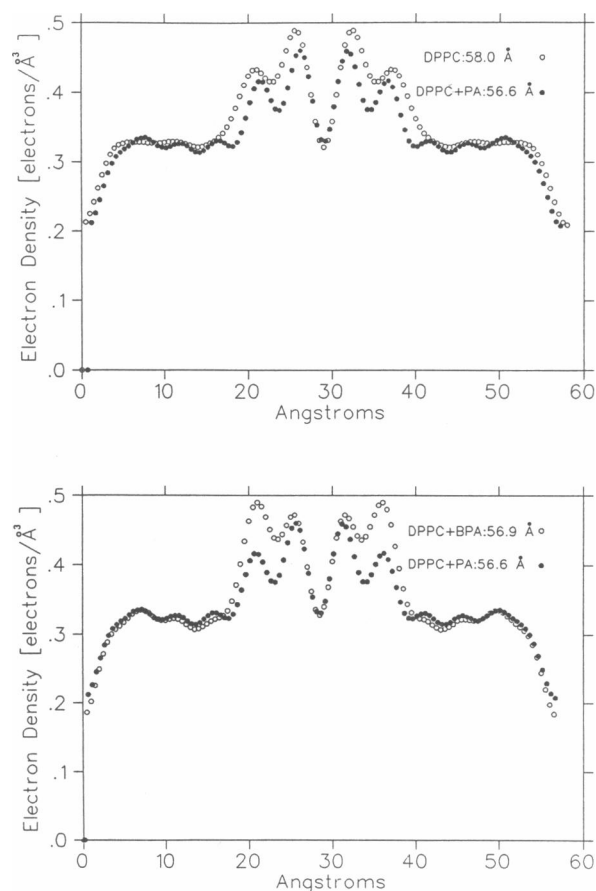 .5
.4
.3
.2
.1
.0
Electron Density [electrons/Å³]
DPPC:58.0 Å
DPPC+PA:56.6 Å
0 10 20 30 40 50 60
Angstroms
.5
.4
.3
.2
.1
.0
Electron Density [electrons/Å³]
DPPC+BPA:56.9 Å
DPPC+PA:56.6 Å
0 10 20 30 40 50 60
Angstroms